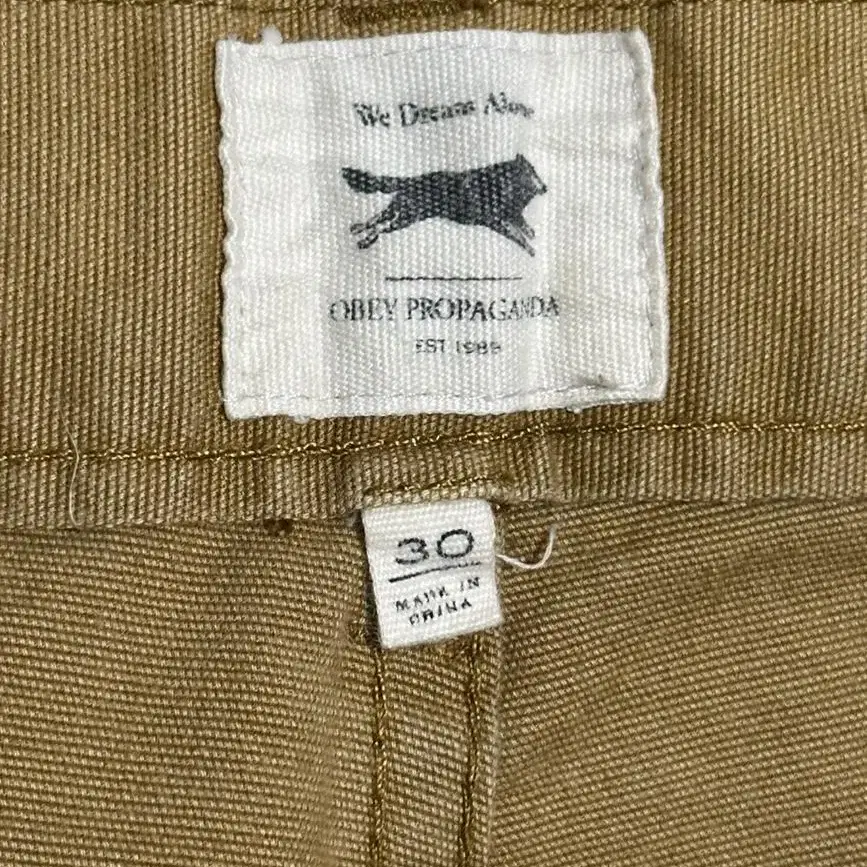 We Dream Alone
OBEY PROPAGANDA
EST 1989
30
MADE IN
CHINA